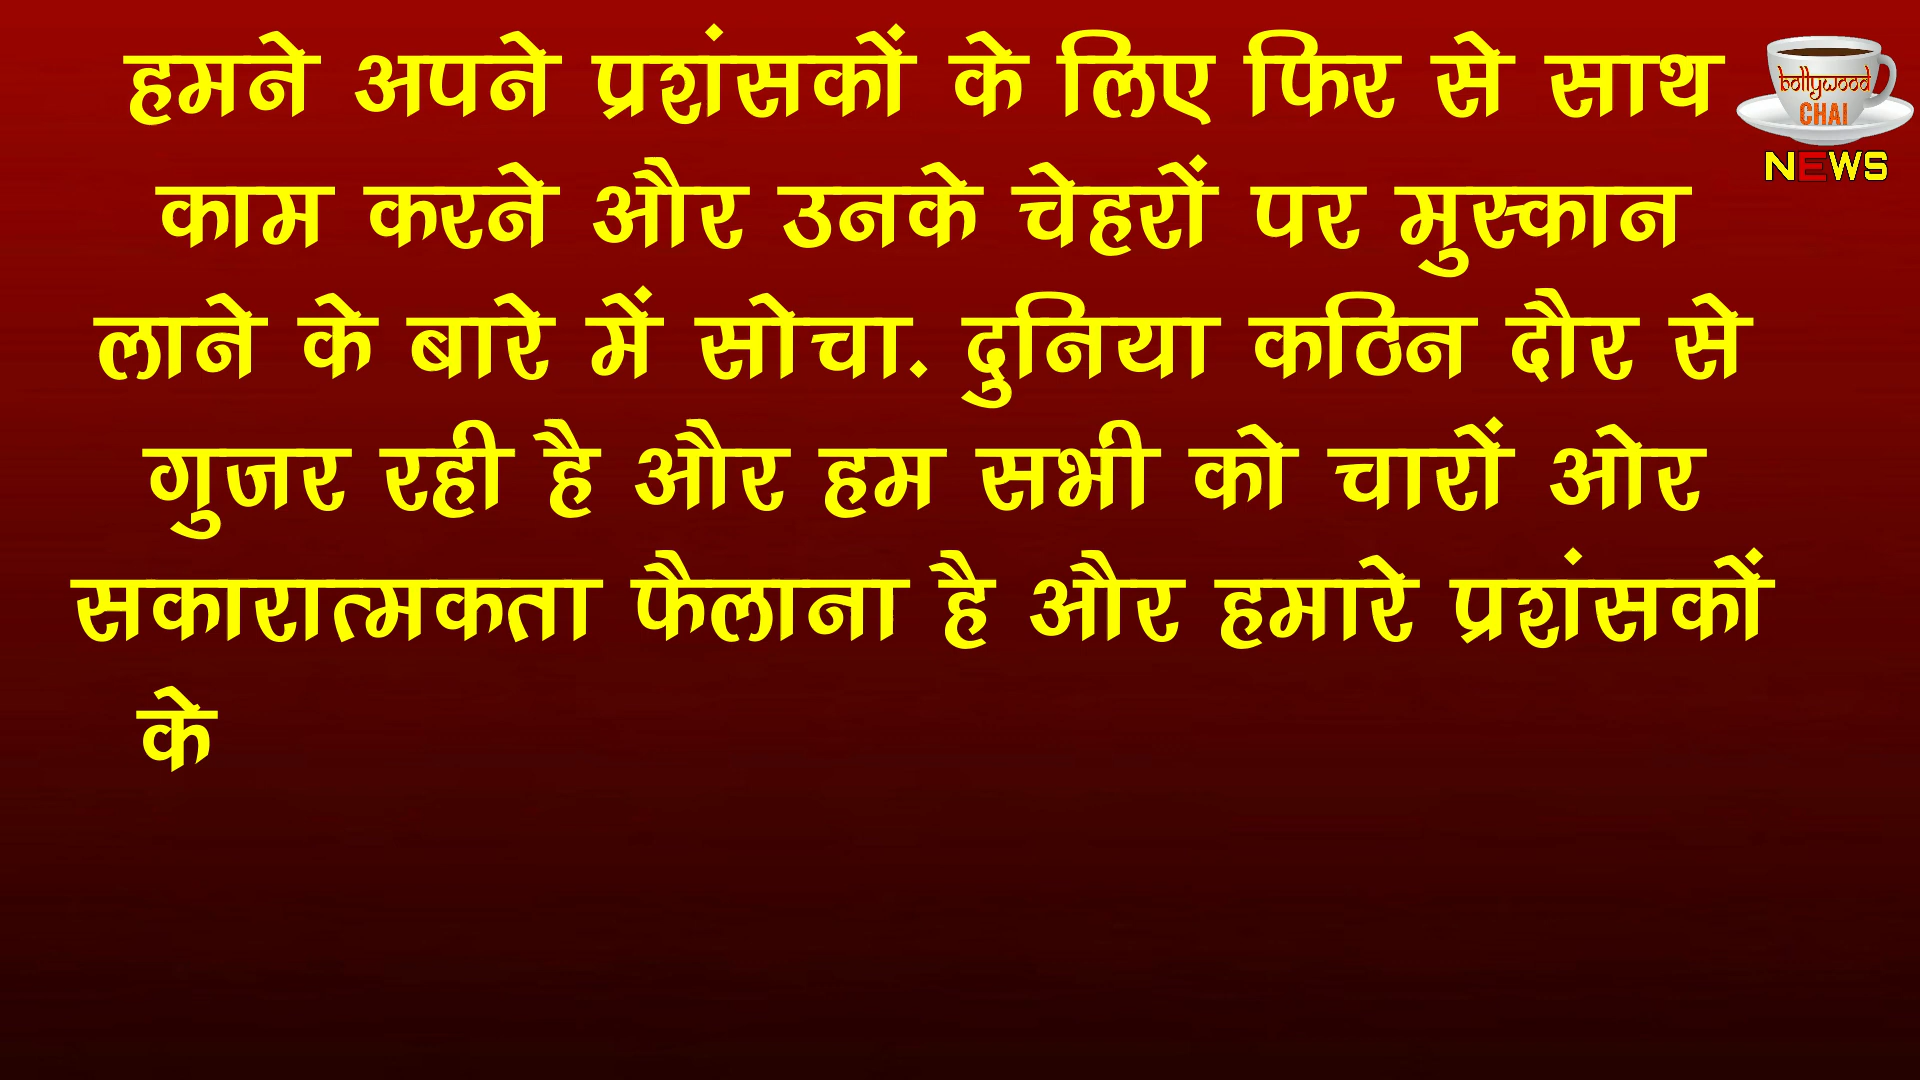 हमने अपने प्रशंसकों के लिए फिर से साथ
काम करने और उनके चेहरों पर मुस्कान
लाने के बारे में सोचा. दुनिया कठिन दौर से
गुजर रही है और हम सभी को चारों ओर
सकारात्मकता फैलाना है और हमारे प्रशंसकों
के
bollywood
CHAI
NEWS